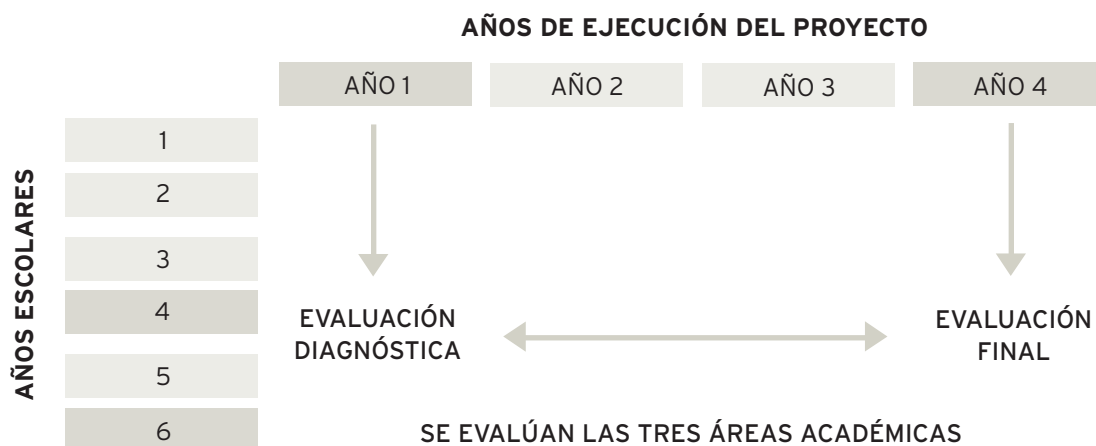 AÑOS DE EJECUCIÓN DEL PROYECTO
AÑO 1
AÑO 2
AÑO 3
AÑO 4
AÑOS ESCOLARES
1
2
3
4
5
6
EVALUACIÓN
DIAGNÓSTICA
EVALUACIÓN
FINAL
SE EVALÚAN LAS TRES ÁREAS ACADÉMICAS